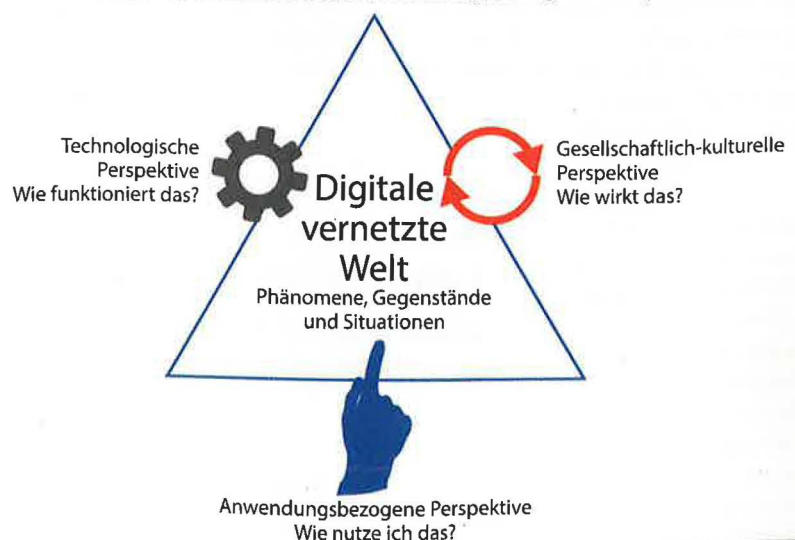 Technologische
Perspektive
Wie funktioniert das?
Gesellschaftlich-kulturelle
Perspektive
Wie wirkt das?
Digitale
vernetzte
Welt
Phänomene, Gegenstände
und Situationen
Anwendungsbezogene Perspektive
Wie nutze ich das?